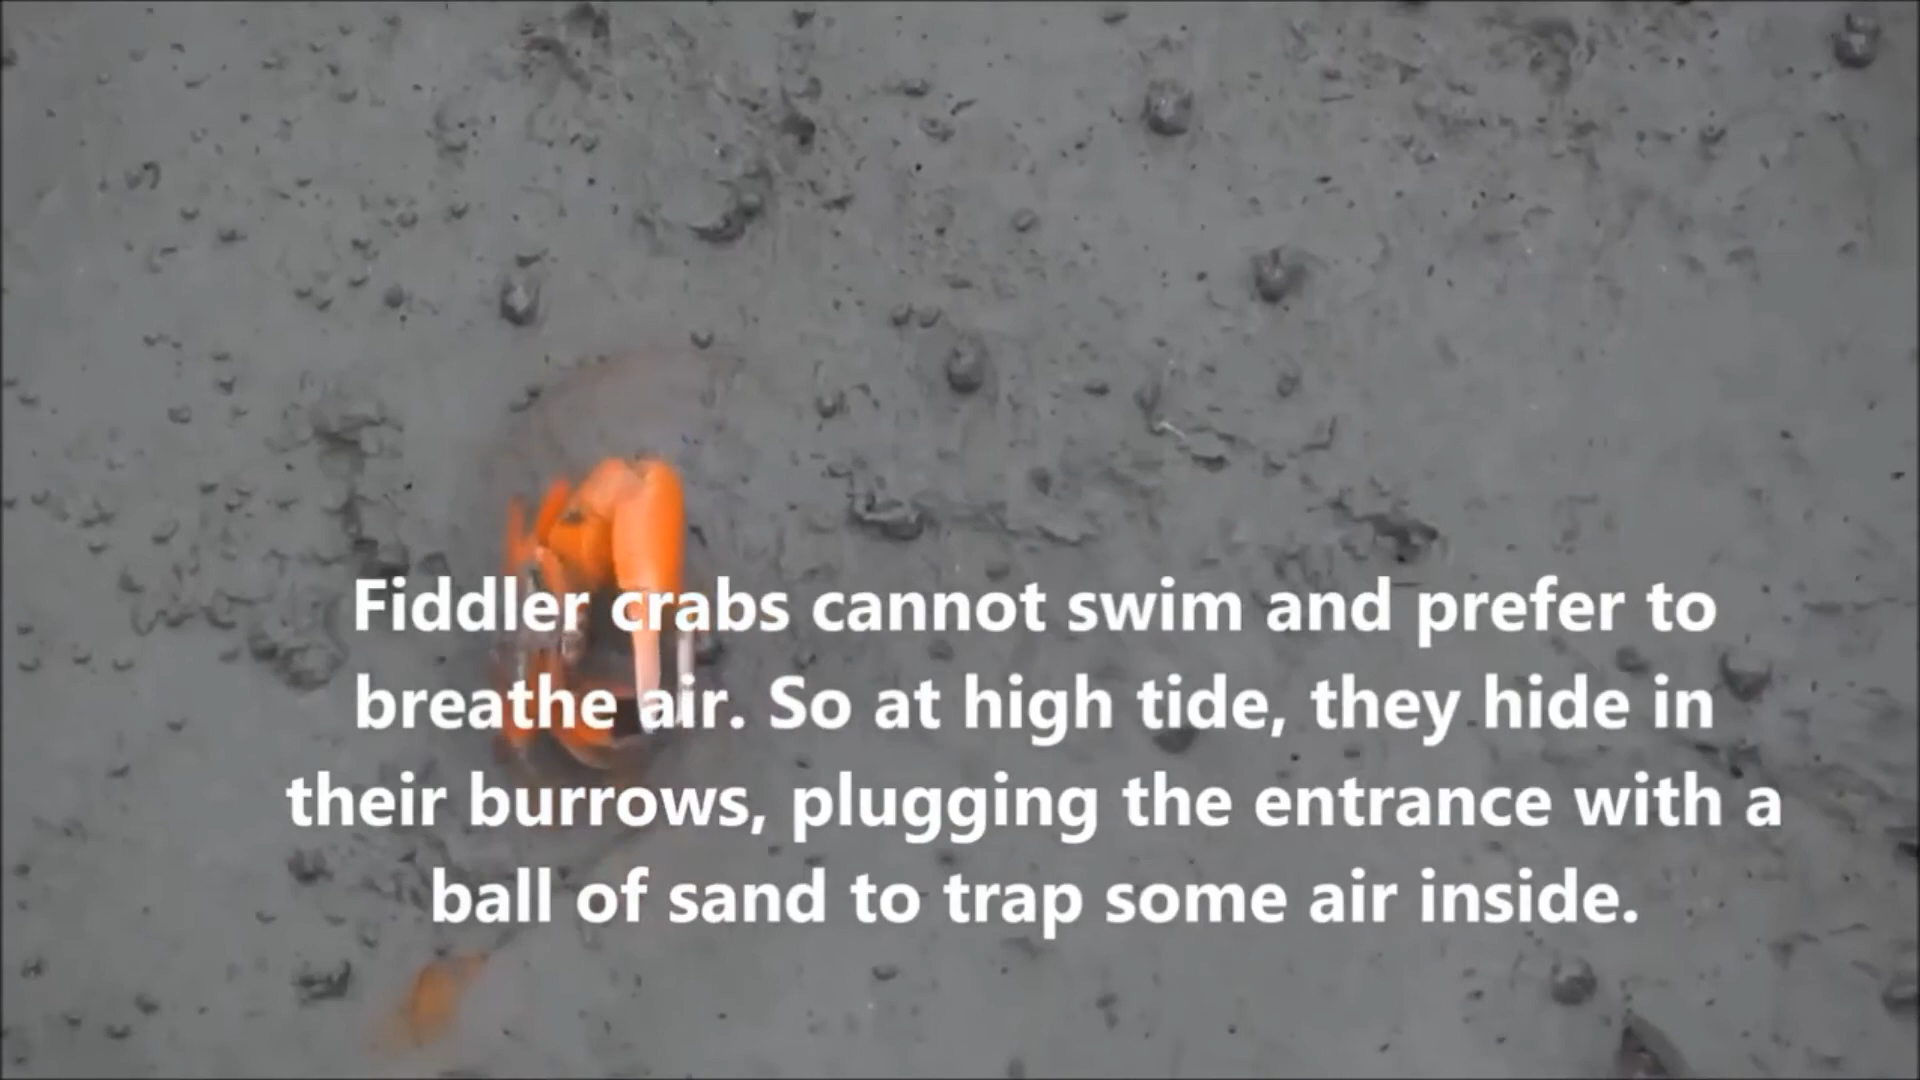 Fiddler crabs cannot swim and prefer to
breathe air. So at high tide, they hide in
their burrows, plugging the entrance with a
ball of sand to trap some air inside.